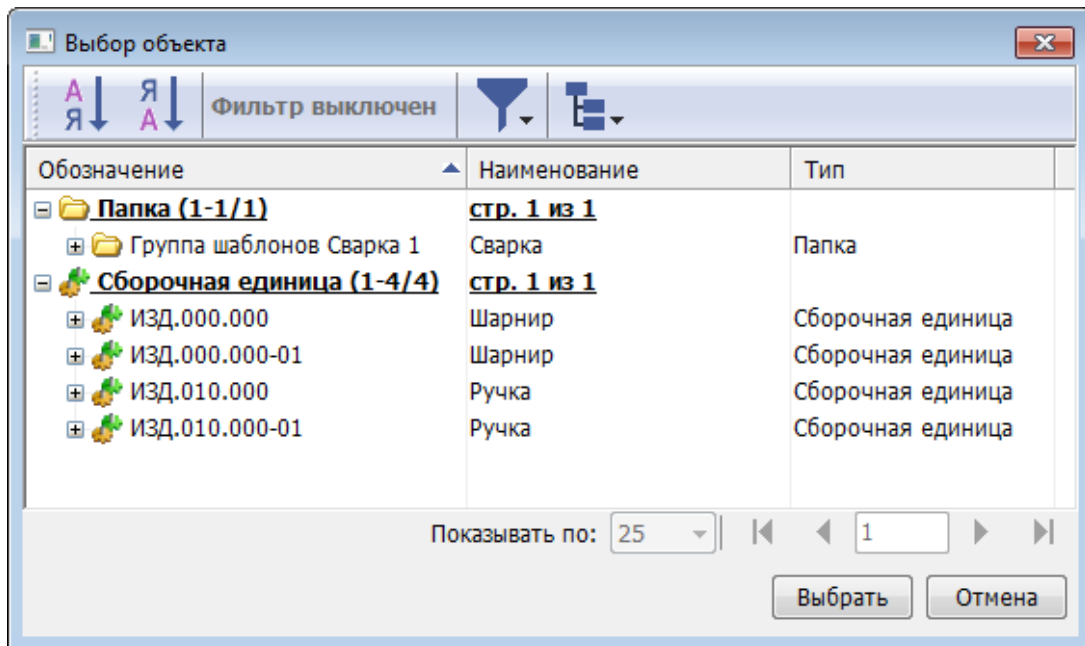 Выбор объекта
А Я Я А Фильтр выключен
Обозначение Наименование Тип
Папка (1-1/1) стр. 1 из 1
Группа шаблонов Сварка 1 Сварка Папка
Сборочная единица (1-4/4) стр. 1 из 1
ИЗД.000.000 Шарнир Сборочная единица
ИЗД.000.000-01 Шарнир Сборочная единица
ИЗД.010.000 Ручка Сборочная единица
ИЗД.010.000-01 Ручка Сборочная единица
Показывать по: 25 1
Выбрать Отмена